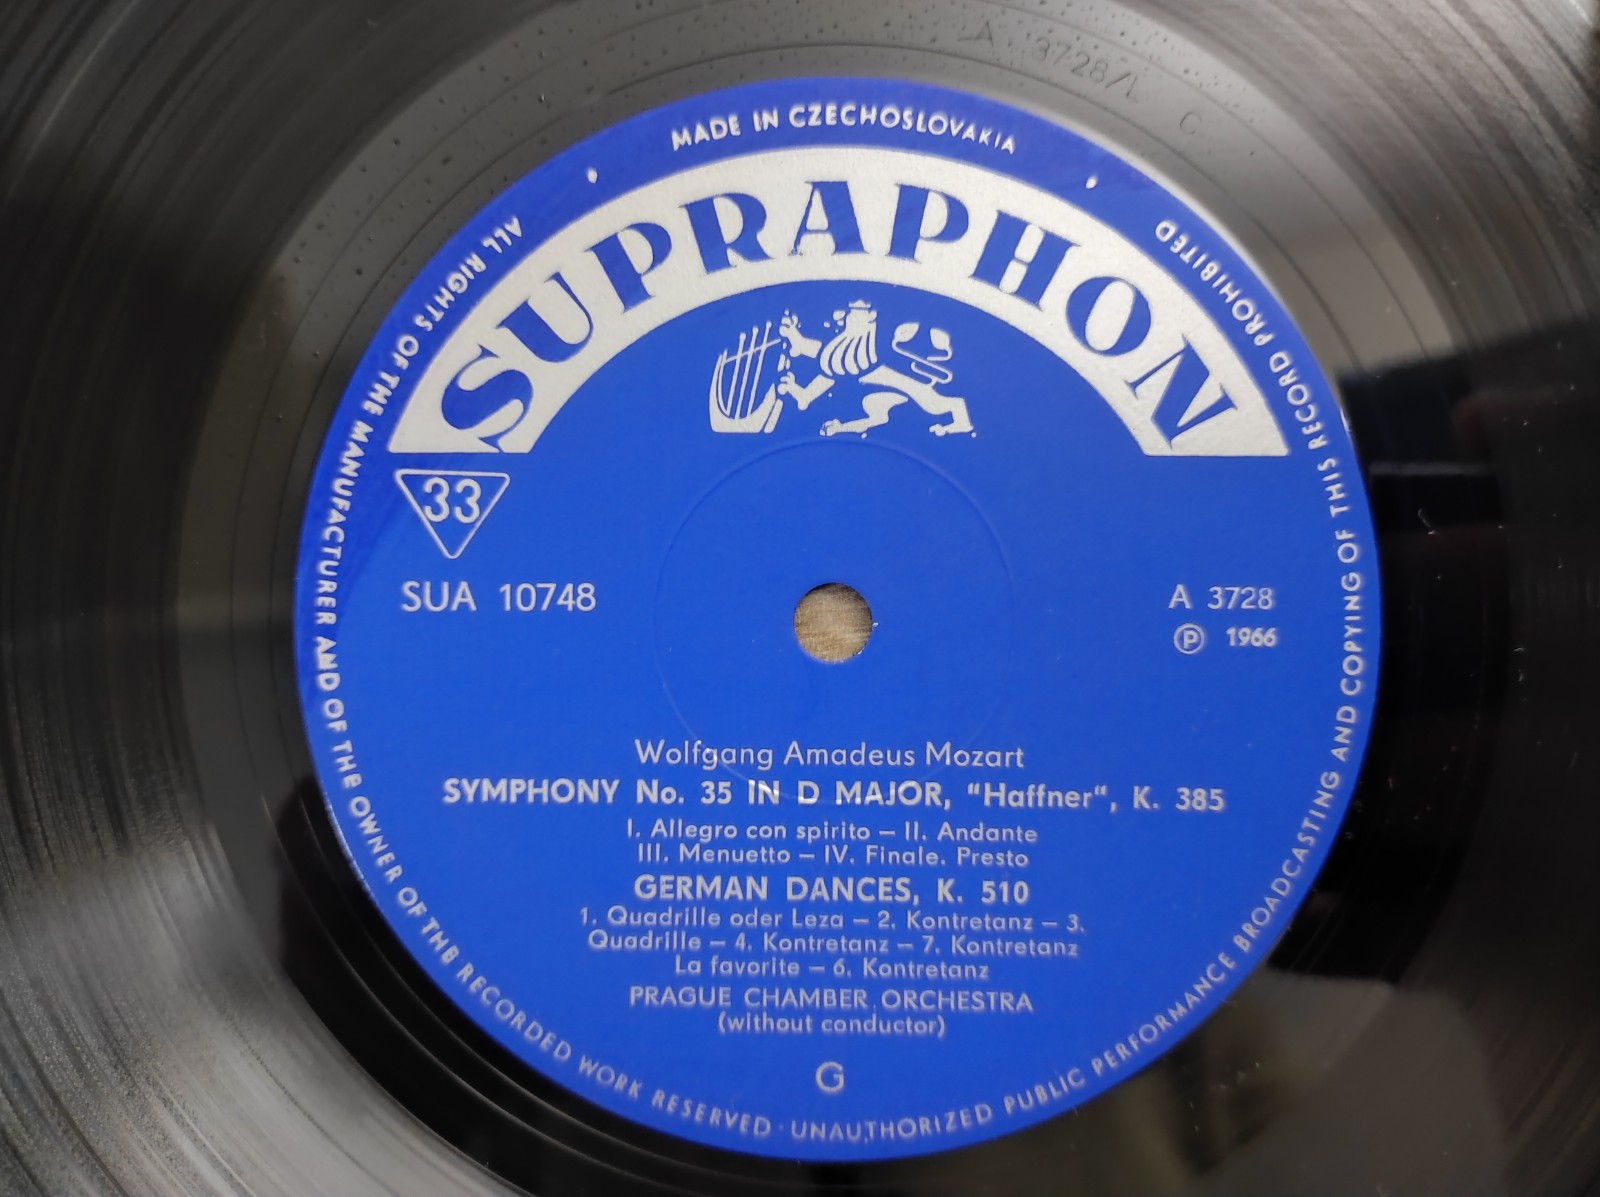 A 3728/1 C
MADE IN CZECHOSLOVAKIA
ALL RIGHTS OF THE MANUFACTURER AND OF THE OWNER OF THE RECORDED WORK RESERVED · UNAUTHORIZED PUBLIC PERFORMANCE BROADCASTING AND COPYING OF THIS RECORD PROHIBITED
SUPRAPHON
33
SUA 10748
A 3728
Ⓟ 1966
Wolfgang Amadeus Mozart
SYMPHONY No. 35 IN D MAJOR, "Haffner", K. 385
I. Allegro con spirito – II. Andante
III. Menuetto – IV. Finale. Presto
GERMAN DANCES, K. 510
1. Quadrille oder Leza – 2. Kontretanz – 3.
Quadrille – 4. Kontretanz – 7. Kontretanz
La favorite – 6. Kontretanz
PRAGUE CHAMBER ORCHESTRA
(without conductor)
G